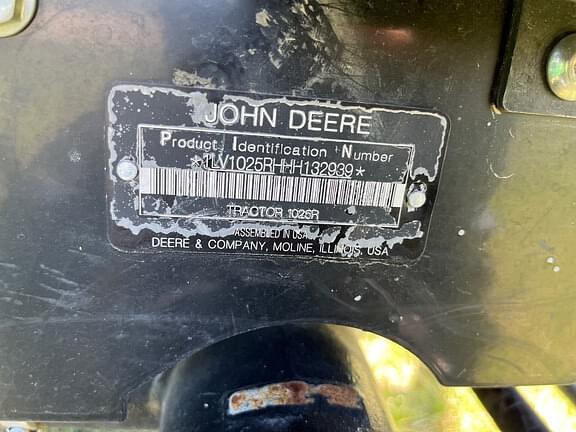 JOHN DEERE
Product Identification Number
*1LV1025RHHH132939*
TRACTOR 1025R
ASSEMBLED IN USA
DEERE & COMPANY, MOLINE, ILLINOIS, USA